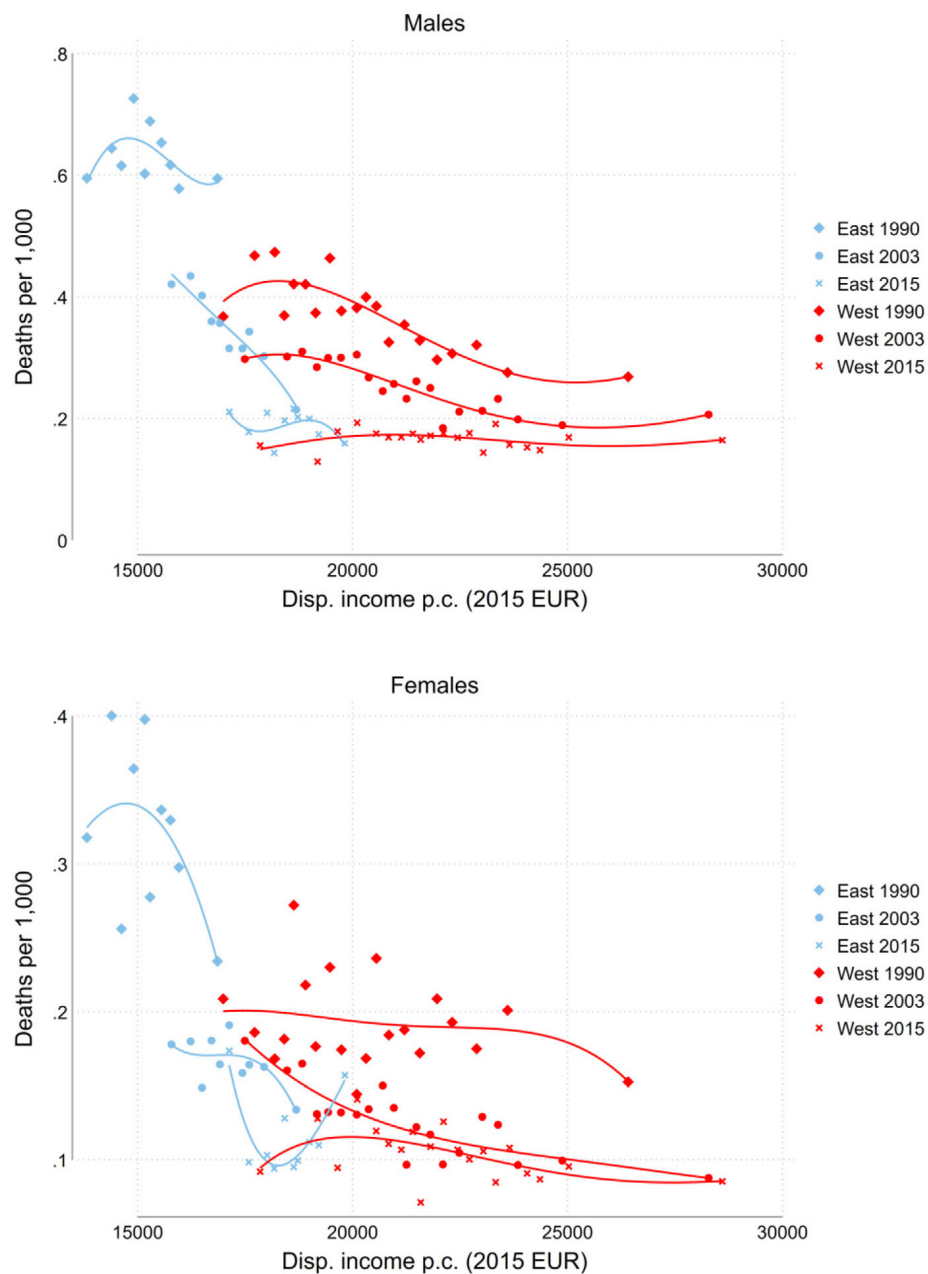 Males
.8
.6
.4
.2
0
Deaths per 1,000
15000 20000 25000 30000
Disp. income p.c. (2015 EUR)
East 1990
East 2003
East 2015
West 1990
West 2003
West 2015
Females
.4
.3
.2
.1
Deaths per 1,000
15000 20000 25000 30000
Disp. income p.c. (2015 EUR)
East 1990
East 2003
East 2015
West 1990
West 2003
West 2015